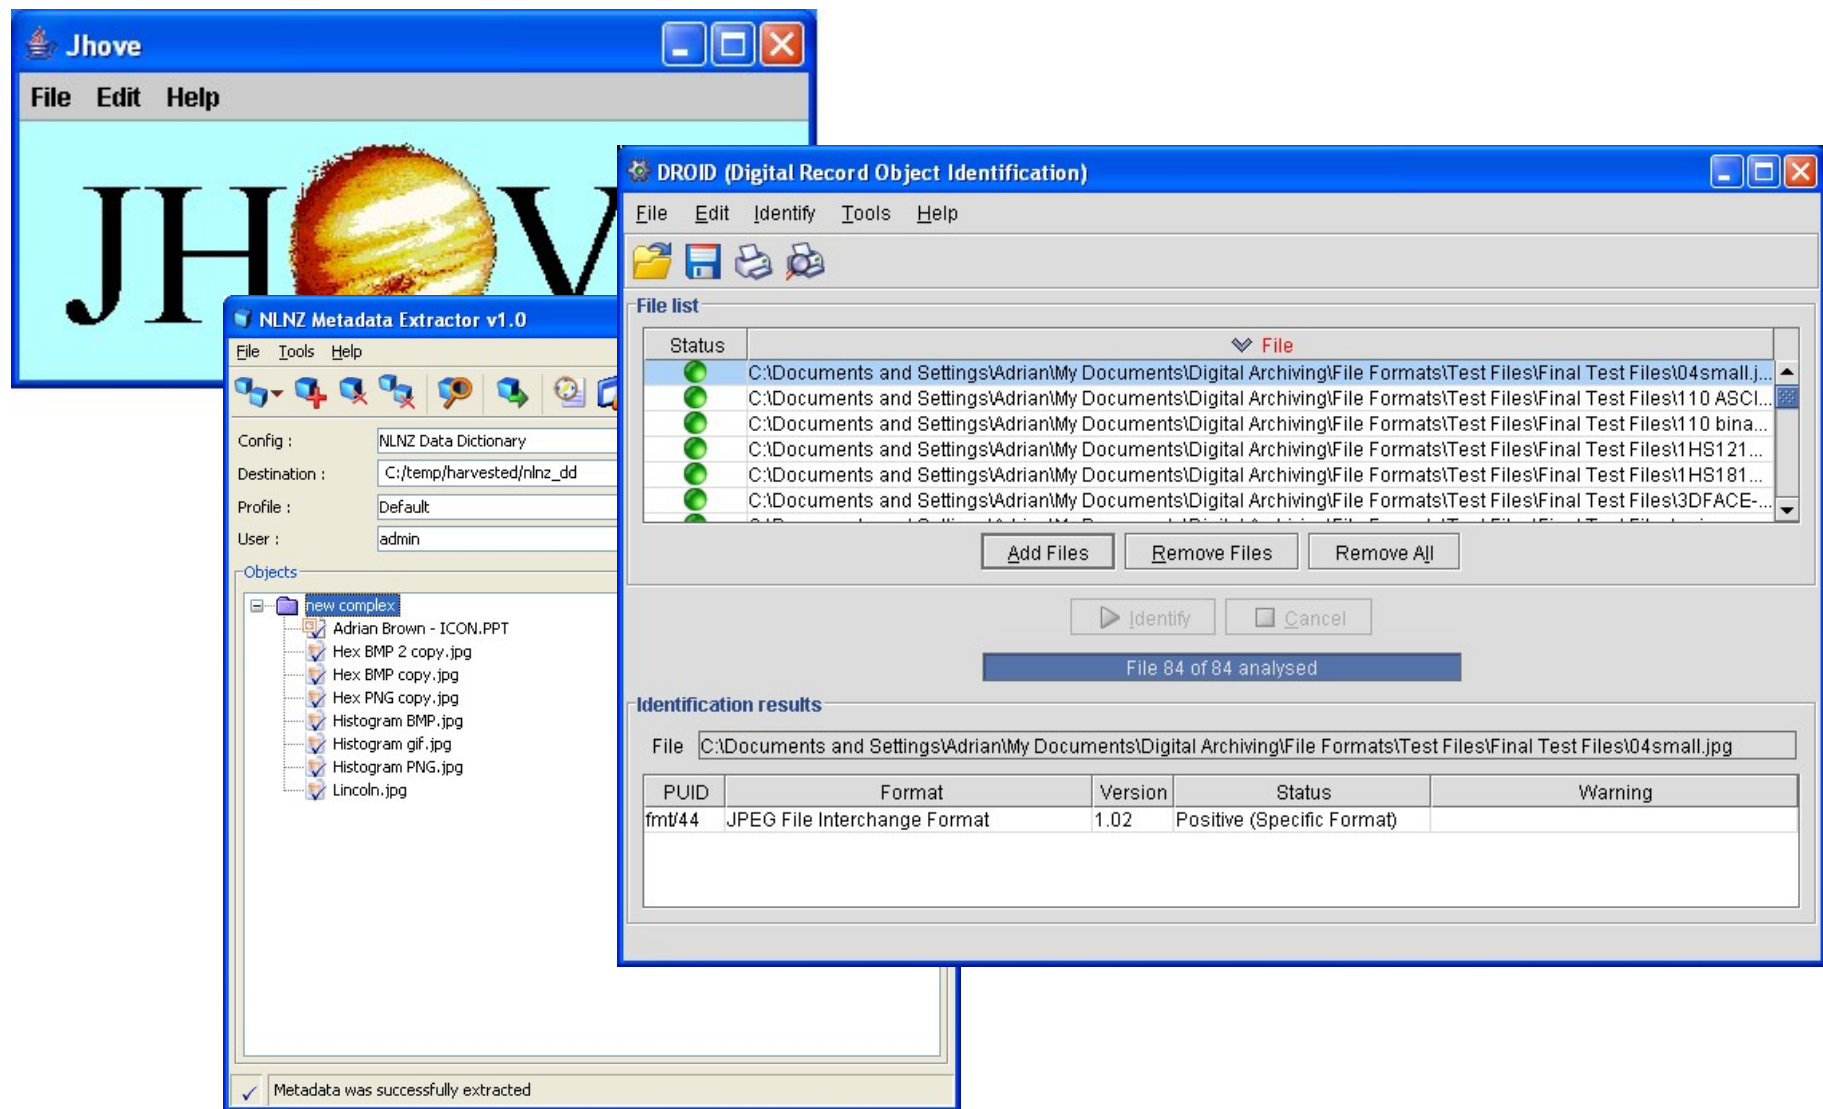 Jhove
File Edit Help
JHOV
NLNZ Metadata Extractor v1.0
File Tools Help
Config : NLNZ Data Dictionary
Destination : C:/temp/harvested/nlnz_dd
Profile : Default
User : admin
Objects
new complex
Adrian Brown - ICON.PPT
Hex BMP 2 copy.jpg
Hex BMP copy.jpg
Hex PNG copy.jpg
Histogram BMP.jpg
Histogram gif.jpg
Histogram PNG.jpg
Lincoln.jpg
Metadata was successfully extracted
DROID (Digital Record Object Identification)
File Edit Identify Tools Help
File list
Status File
C:\Documents and Settings\Adrian\My Documents\Digital Archiving\File Formats\Test Files\Final Test Files\04small.j...
C:\Documents and Settings\Adrian\My Documents\Digital Archiving\File Formats\Test Files\Final Test Files\110 ASCI...
C:\Documents and Settings\Adrian\My Documents\Digital Archiving\File Formats\Test Files\Final Test Files\110 bina...
C:\Documents and Settings\Adrian\My Documents\Digital Archiving\File Formats\Test Files\Final Test Files\1HS121...
C:\Documents and Settings\Adrian\My Documents\Digital Archiving\File Formats\Test Files\Final Test Files\1HS181...
C:\Documents and Settings\Adrian\My Documents\Digital Archiving\File Formats\Test Files\Final Test Files\3DFACE-...
Add Files Remove Files Remove All
Identify Cancel
File 84 of 84 analysed
Identification results
File C:\Documents and Settings\Adrian\My Documents\Digital Archiving\File Formats\Test Files\Final Test Files\04small.jpg
PUID Format Version Status Warning
fmt/44 JPEG File Interchange Format 1.02 Positive (Specific Format)